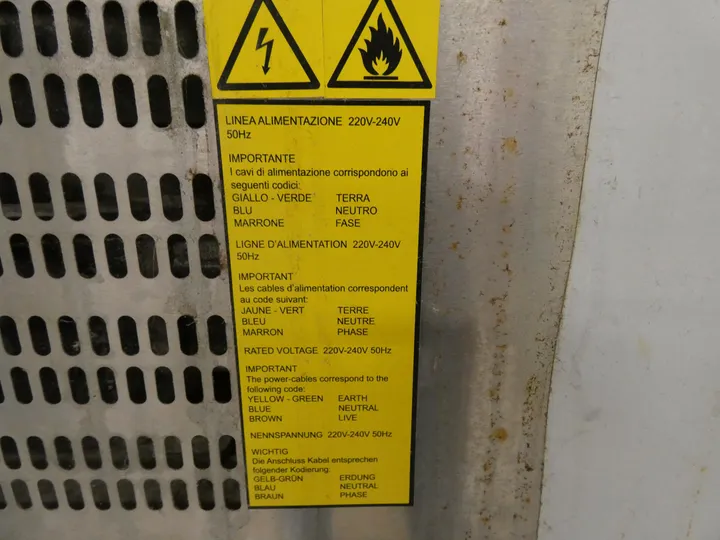 LINEA ALIMENTAZIONE 220V-240V
50Hz
IMPORTANTE
I cavi di alimentazione corrispondono ai
seguenti codici:
GIALLO - VERDE TERRA
BLU NEUTRO
MARRONE FASE
LIGNE D'ALIMENTATION 220V-240V
50Hz
IMPORTANT
Les cables d'alimentation correspondent
au code suivant:
JAUNE - VERT TERRE
BLEU NEUTRE
MARRON PHASE
RATED VOLTAGE 220V-240V 50Hz
IMPORTANT
The power-cables correspond to the
following code:
YELLOW - GREEN EARTH
BLUE NEUTRAL
BROWN LIVE
NENNSPANNUNG 220V-240V 50Hz
WICHTIG
Die Anschluss Kabel entsprechen
folgender Kodierung:
GELB-GRÜN ERDUNG
BLAU NEUTRAL
BRAUN PHASE